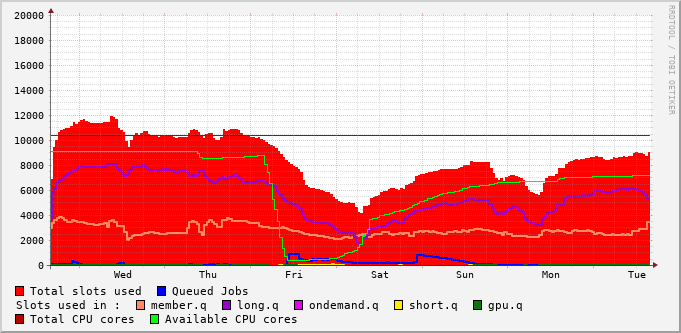 RRDTOOL / TOBI OETIKER
20000
18000
16000
14000
12000
10000
8000
6000
4000
2000
0
Wed Thu Fri Sat Sun Mon Tue
Total slots used Queued Jobs
Slots used in : member.q long.q ondemand.q short.q gpu.q
Total CPU cores Available CPU cores